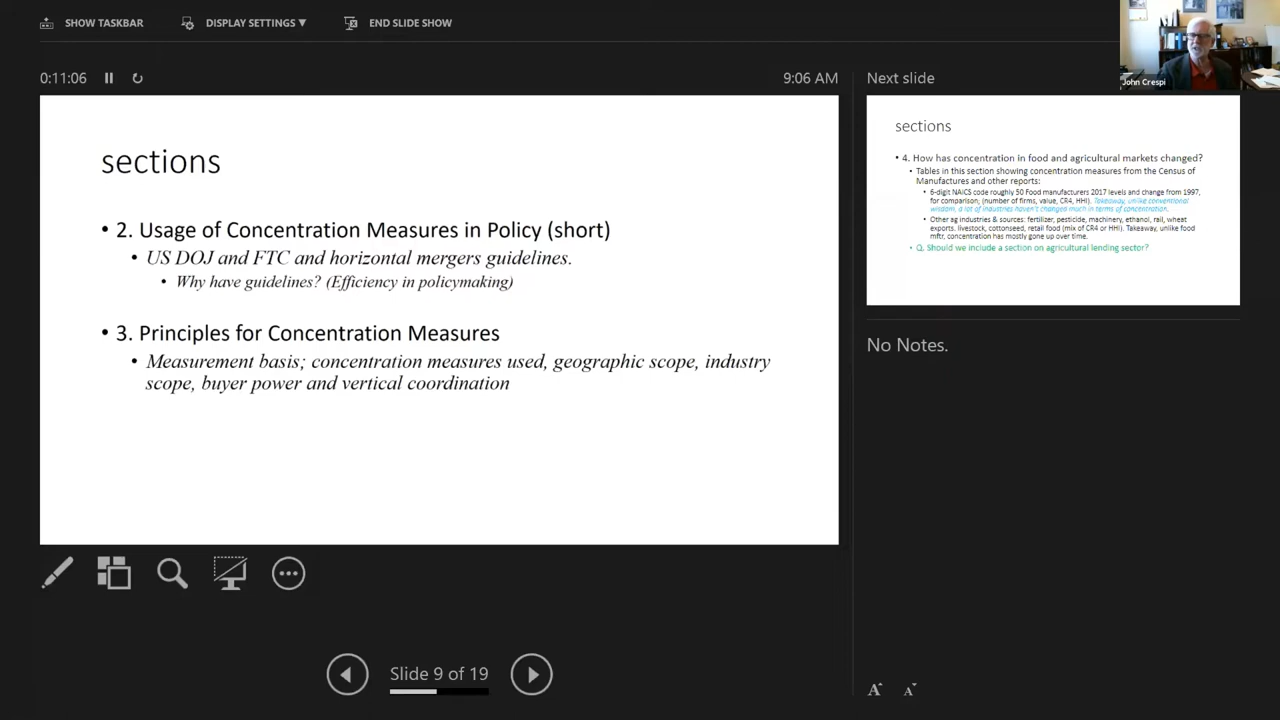 SHOW TASKBAR
DISPLAY SETTINGS ▼
END SLIDE SHOW
John Crespi
0:11:06
9:06 AM
sections
• 2. Usage of Concentration Measures in Policy (short)
• US DOJ and FTC and horizontal mergers guidelines.
• Why have guidelines? (Efficiency in policymaking)
• 3. Principles for Concentration Measures
• Measurement basis; concentration measures used, geographic scope, industry
scope, buyer power and vertical coordination
Next slide
sections
• 4. How has concentration in food and agricultural markets changed?
• Tables in this section showing concentration measures from the Census of
Manufactures and other reports:
• 6-digit NAICS code roughly 50 Food manufacturers 2017 levels and change from 1997,
for comparison; (number of firms, value, CR4, HHI). Takeaway, unlike conventional
wisdom, a lot of industries haven't changed much in terms of concentration.
• Other ag industries & sources: fertilizer, pesticide, machinery, ethanol, rail, wheat
exports. livestock, cottonseed, retail food (mix of CR4 or HHI). Takeaway, unlike food
mftr, concentration has mostly gone up over time.
• Q. Should we include a section on agricultural lending sector?
No Notes.
Slide 9 of 19
A A